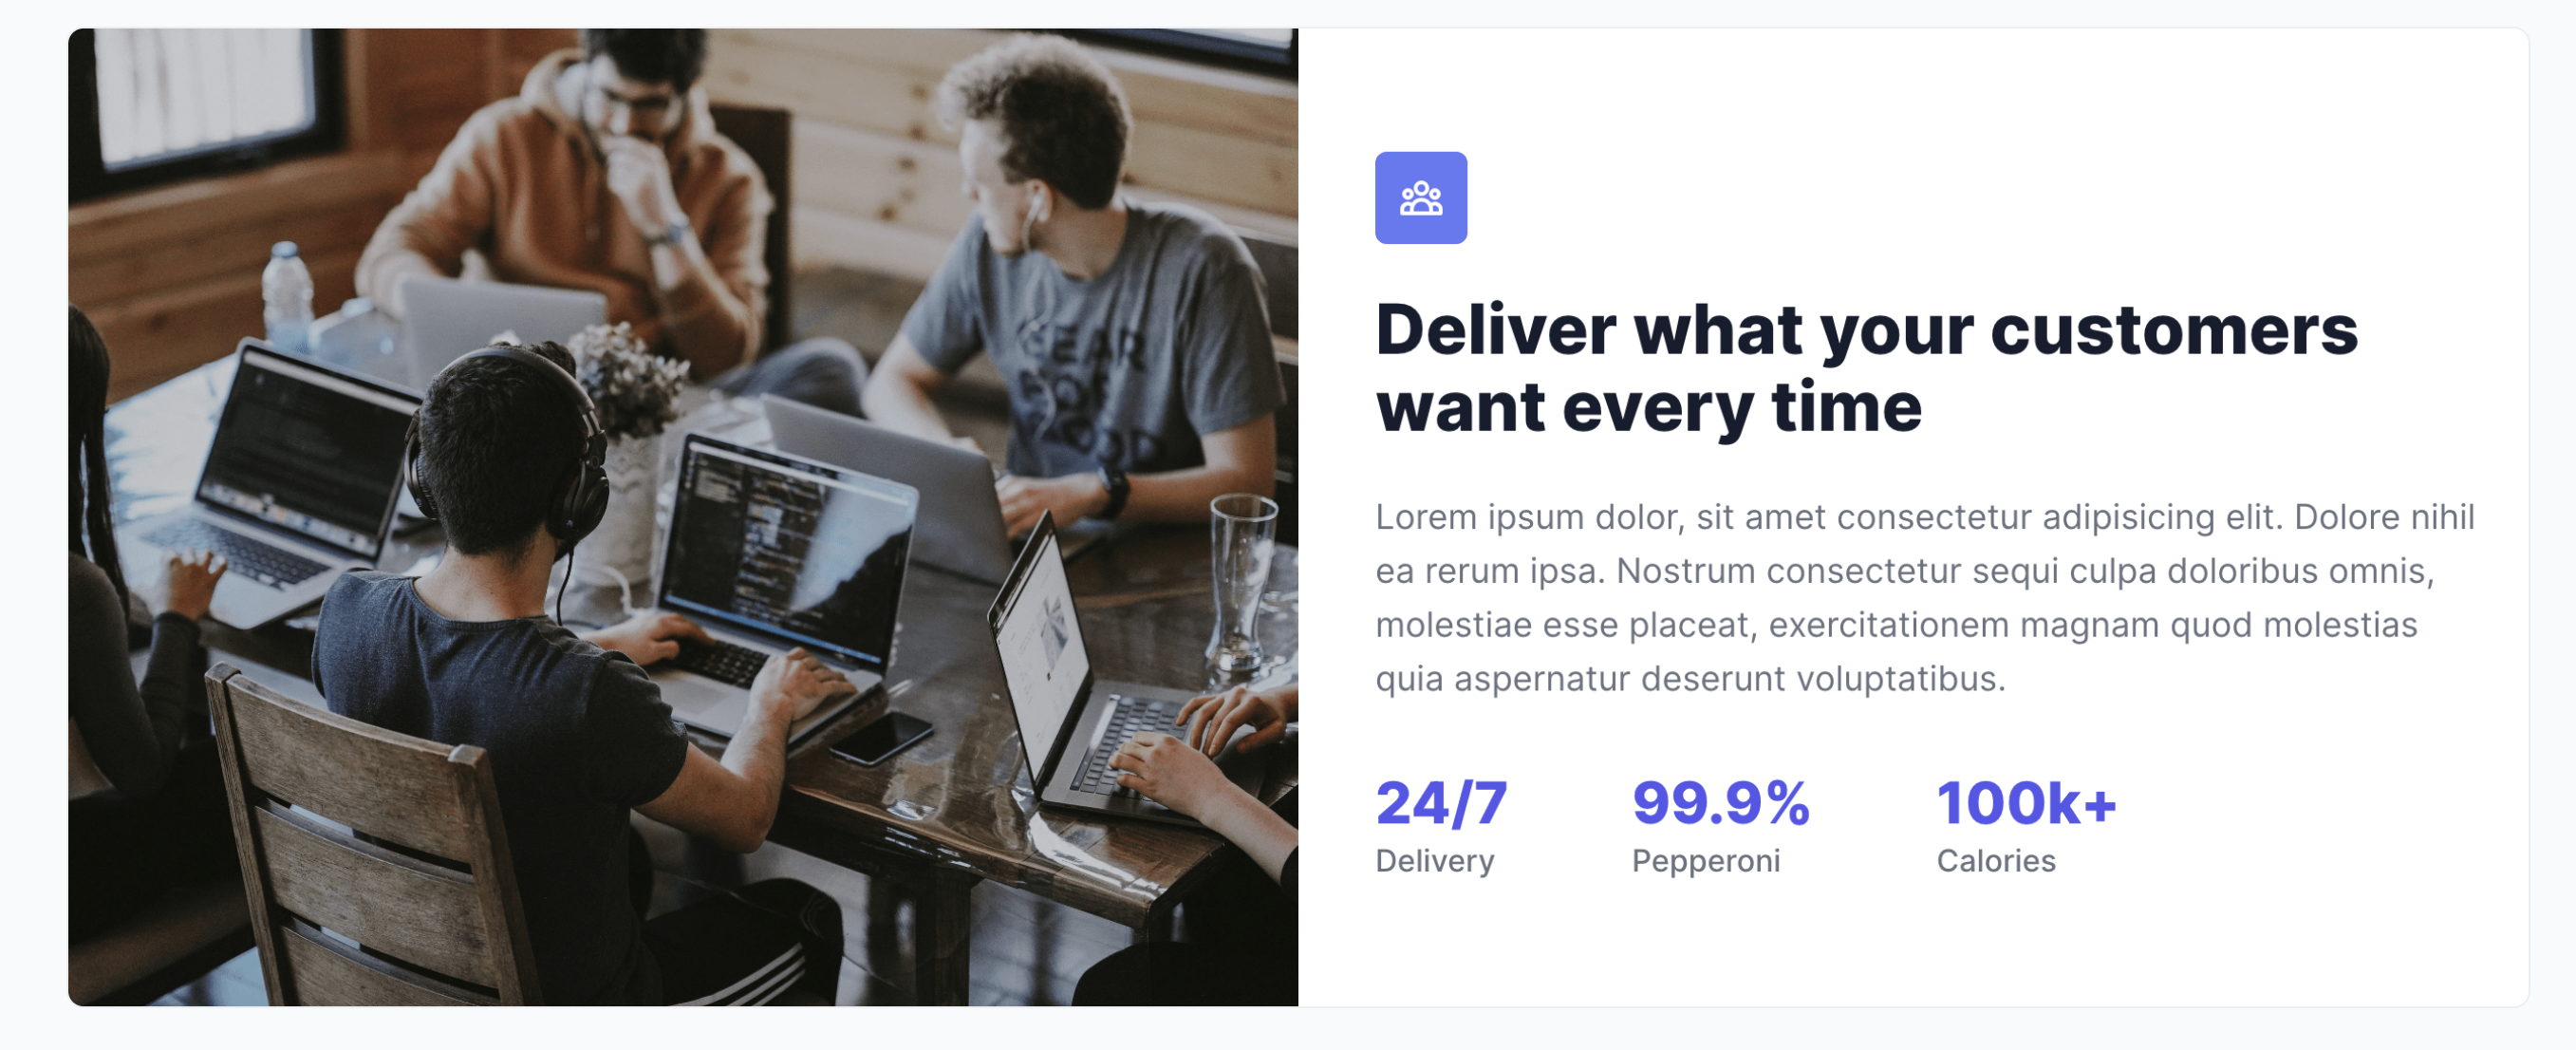 Deliver what your customers
want every time
Lorem ipsum dolor, sit amet consectetur adipisicing elit. Dolore nihil
ea rerum ipsa. Nostrum consectetur sequi culpa doloribus omnis,
molestiae esse placeat, exercitationem magnam quod molestias
quia aspernatur deserunt voluptatibus.
24/7
99.9%
100k+
Delivery
Pepperoni
Calories